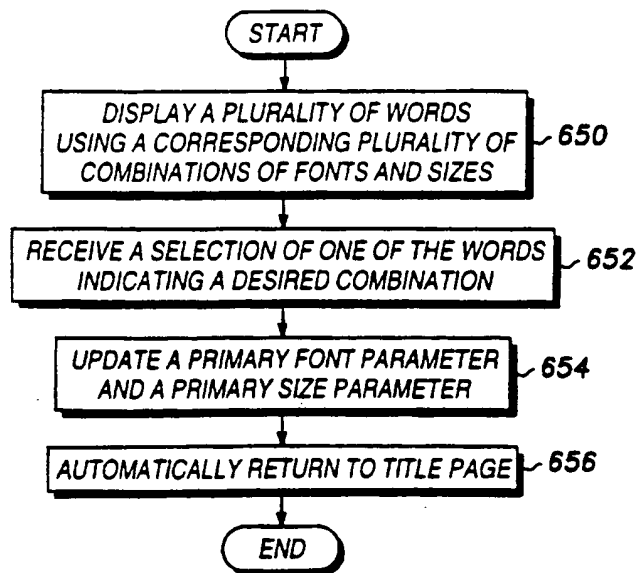 START
DISPLAY A PLURALITY OF WORDS
USING A CORRESPONDING PLURALITY OF
COMBINATIONS OF FONTS AND SIZES
650
RECEIVE A SELECTION OF ONE OF THE WORDS
INDICATING A DESIRED COMBINATION
652
UPDATE A PRIMARY FONT PARAMETER
AND A PRIMARY SIZE PARAMETER
654
AUTOMATICALLY RETURN TO TITLE PAGE
656
END